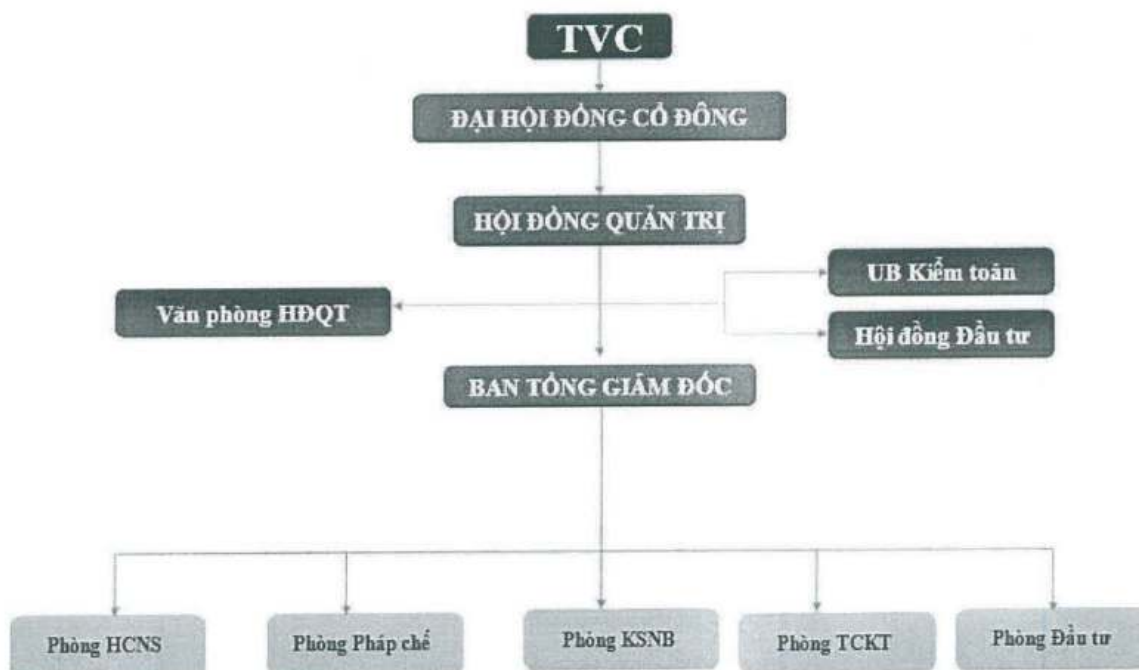 TVC
ĐẠI HỘI ĐỒNG CỔ ĐÔNG
HỘI ĐỒNG QUẢN TRỊ
UB Kiểm toán
Văn phòng HĐQT
Hội đồng Đầu tư
BAN TỔNG GIÁM ĐỐC
Phòng HCNS
Phòng Pháp chế
Phòng KSNB
Phòng TCKT
Phòng Đầu tư